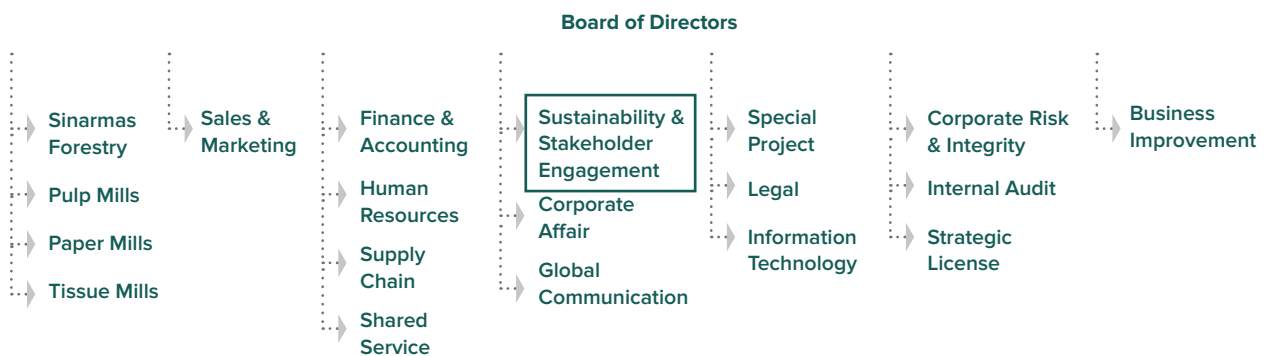 Board of Directors
Sinarmas
Forestry
Pulp Mills
Paper Mills
Tissue Mills
Sales &
Marketing
Finance &
Accounting
Human
Resources
Supply
Chain
Shared
Service
Sustainability &
Stakeholder
Engagement
Corporate
Affair
Global
Communication
Special
Project
Legal
Information
Technology
Corporate Risk
& Integrity
Internal Audit
Strategic
License
Business
Improvement